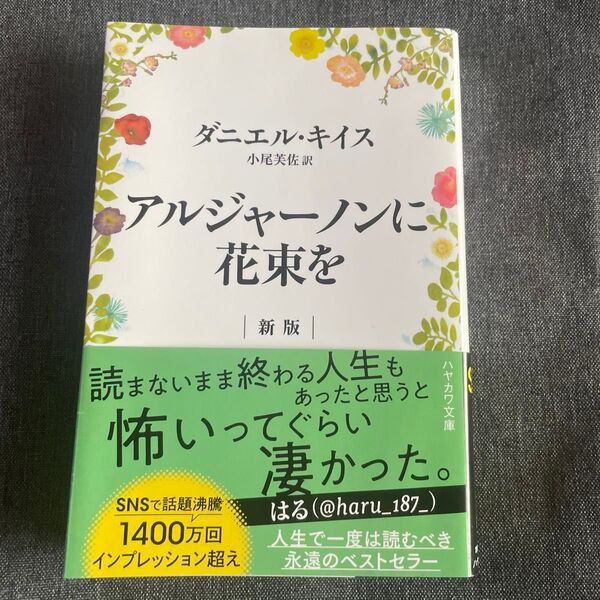 ダニエル・キイス
小尾芙佐 訳
アルジャーノンに
花束を
新版
ハヤカワ文庫
読まないまま終わる人生も
あったと思うと
怖いってぐらい
凄かった。
はる(@haru_187_)
SNSで話題沸騰
1400万回
インプレッション超え
人生で一度は読むべき
永遠のベストセラー